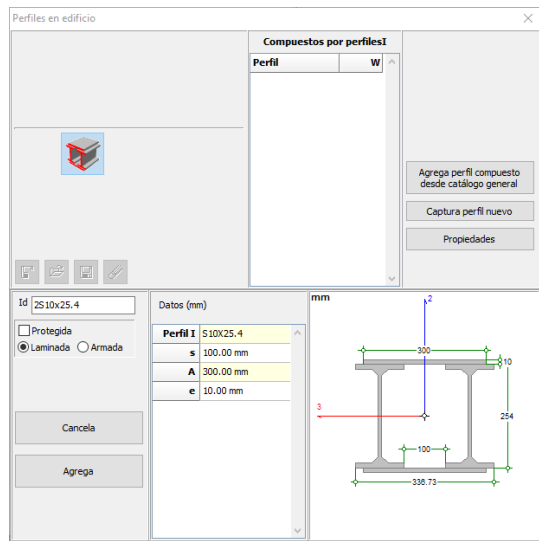 Perfiles en edificio
Compuestos por perfilesI
Perfil W
Agrega perfil compuesto
desde catálogo general
Captura perfil nuevo
Propiedades
Id 2S10x25.4
Protegida
Laminada Armada
Cancela
Agrega
Datos (mm)
Perfil I S10X25.4
s 100.00 mm
A 300.00 mm
e 10.00 mm
mm
2
300
10
3
254
100
336.73